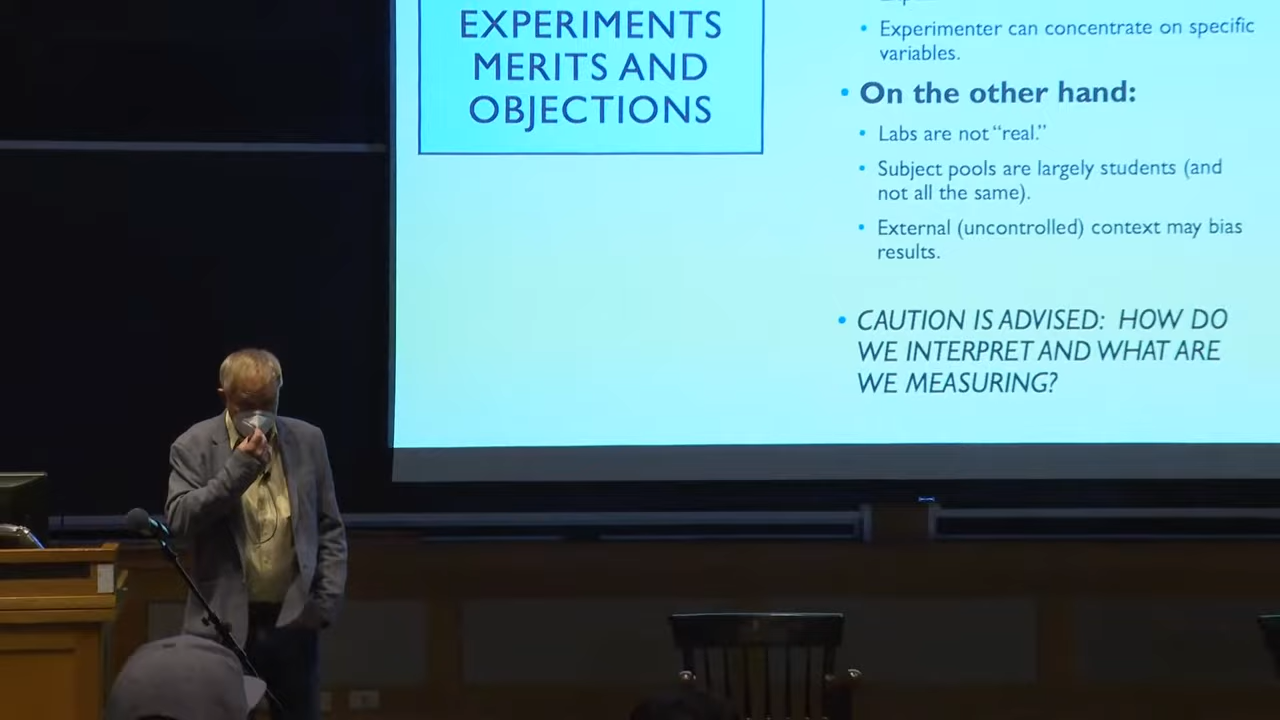 EXPERIMENTS
MERITS AND
OBJECTIONS
• Experimenter can concentrate on specific
variables.
• On the other hand:
• Labs are not “real.”
• Subject pools are largely students (and
not all the same).
• External (uncontrolled) context may bias
results.
• CAUTION IS ADVISED: HOW DO
WE INTERPRET AND WHAT ARE
WE MEASURING?